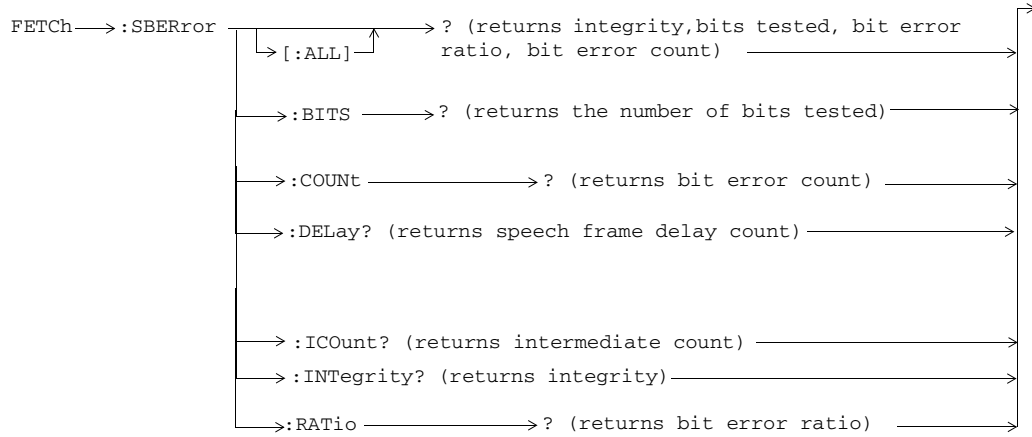 FETCh :SBERror ? (returns integrity,bits tested, bit error
[:ALL] ratio, bit error count)
:BITS ? (returns the number of bits tested)
:COUNt ? (returns bit error count)
:DELay? (returns speech frame delay count)
:ICOunt? (returns intermediate count)
:INTegrity? (returns integrity)
:RATio ? (returns bit error ratio)